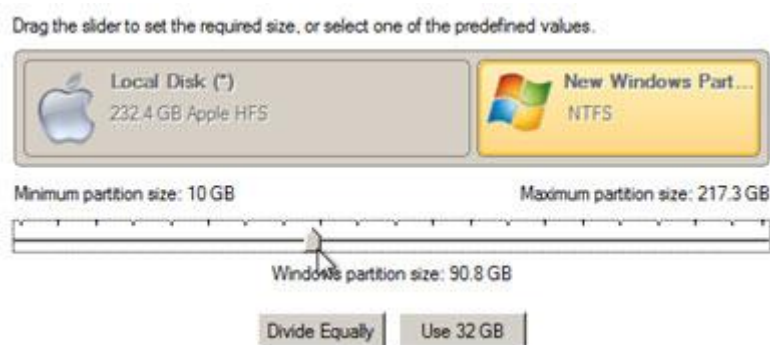 Drag the slider to set the required size, or select one of the predefined values.
Local Disk (*)
232.4 GB Apple HFS
New Windows Part...
NTFS
Minimum partition size: 10 GB
Maximum partition size: 217.3 GB
Windows partition size: 90.8 GB
Divide Equally
Use 32 GB